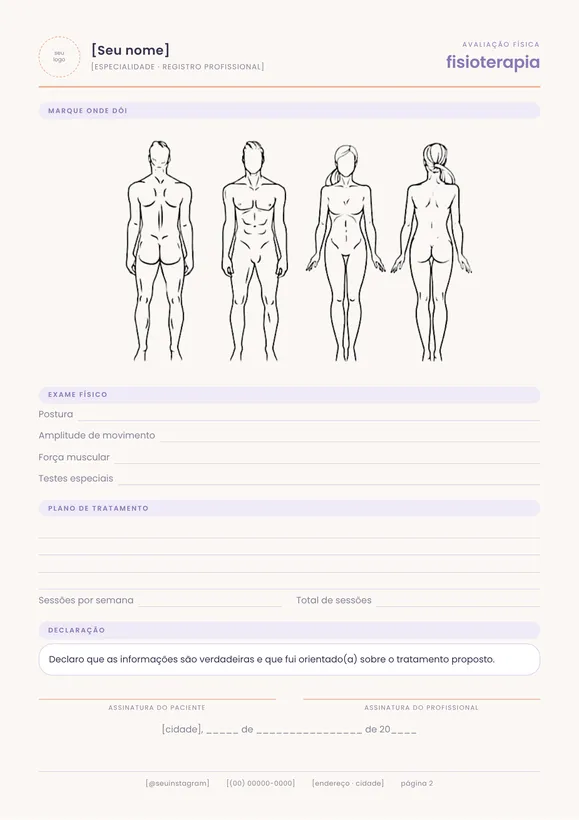 seu
logo
[Seu nome]
[ESPECIALIDADE · REGISTRO PROFISSIONAL]
AVALIAÇÃO FÍSICA
fisioterapia
MARQUE ONDE DÓI
EXAME FÍSICO
Postura
Amplitude de movimento
Força muscular
Testes especiais
PLANO DE TRATAMENTO
Sessões por semana
Total de sessões
DECLARAÇÃO
Declaro que as informações são verdadeiras e que fui orientado(a) sobre o tratamento proposto.
ASSINATURA DO PACIENTE
ASSINATURA DO PROFISSIONAL
[cidade], _____ de ________________ de 20____
[@seuinstagram] [(00) 00000-0000] [endereço · cidade] página 2